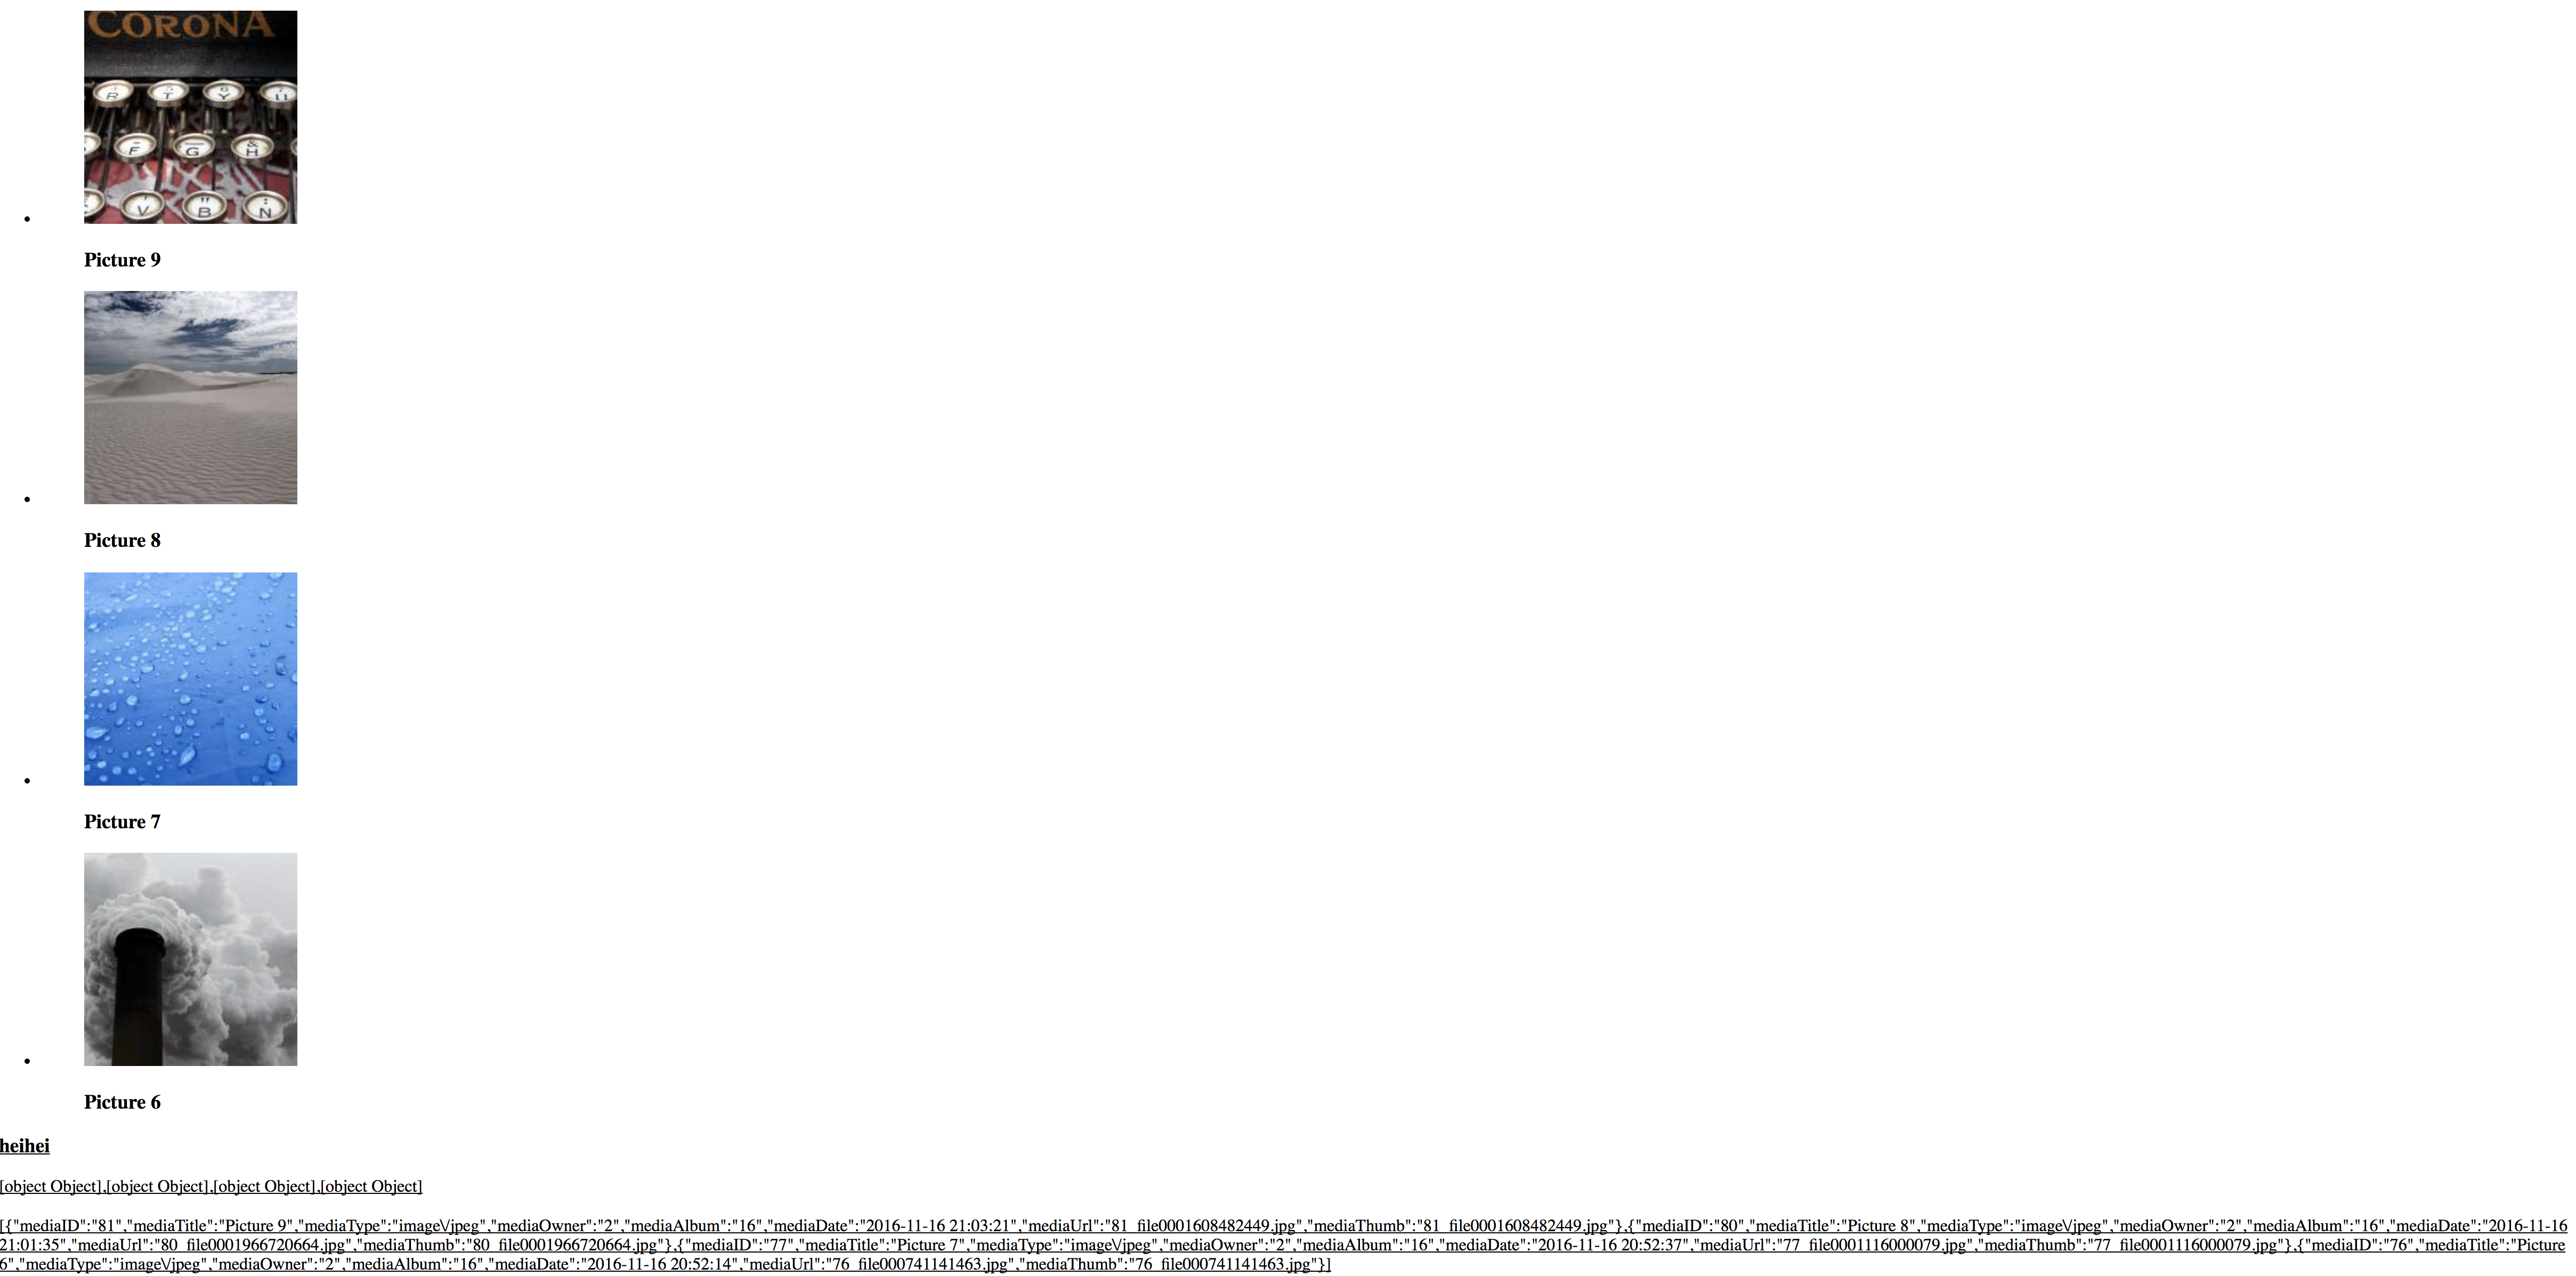 CORONA
R T 6 Y U
F G & H
V " B N
Picture 9
Picture 8
Picture 7
Picture 6
heihei
[object Object],[object Object],[object Object],[object Object]
[{"mediaID":"81","mediaTitle":"Picture 9","mediaType":"image\/jpeg","mediaOwner":"2","mediaAlbum":"16","mediaDate":"2016-11-16 21:03:21","mediaUrl":"81_file0001608482449.jpg","mediaThumb":"81_file0001608482449.jpg"},{"mediaID":"80","mediaTitle":"Picture 8","mediaType":"image\/jpeg","mediaOwner":"2","mediaAlbum":"16","mediaDate":"2016-11-16
21:01:35","mediaUrl":"80_file0001966720664.jpg","mediaThumb":"80_file0001966720664.jpg"},{"mediaID":"77","mediaTitle":"Picture 7","mediaType":"image\/jpeg","mediaOwner":"2","mediaAlbum":"16","mediaDate":"2016-11-16 20:52:37","mediaUrl":"77_file0001116000079.jpg","mediaThumb":"77_file0001116000079.jpg"},{"mediaID":"76","mediaTitle":"Picture
6","mediaType":"image\/jpeg","mediaOwner":"2","mediaAlbum":"16","mediaDate":"2016-11-16 20:52:14","mediaUrl":"76_file000741141463.jpg","mediaThumb":"76_file000741141463.jpg"}]